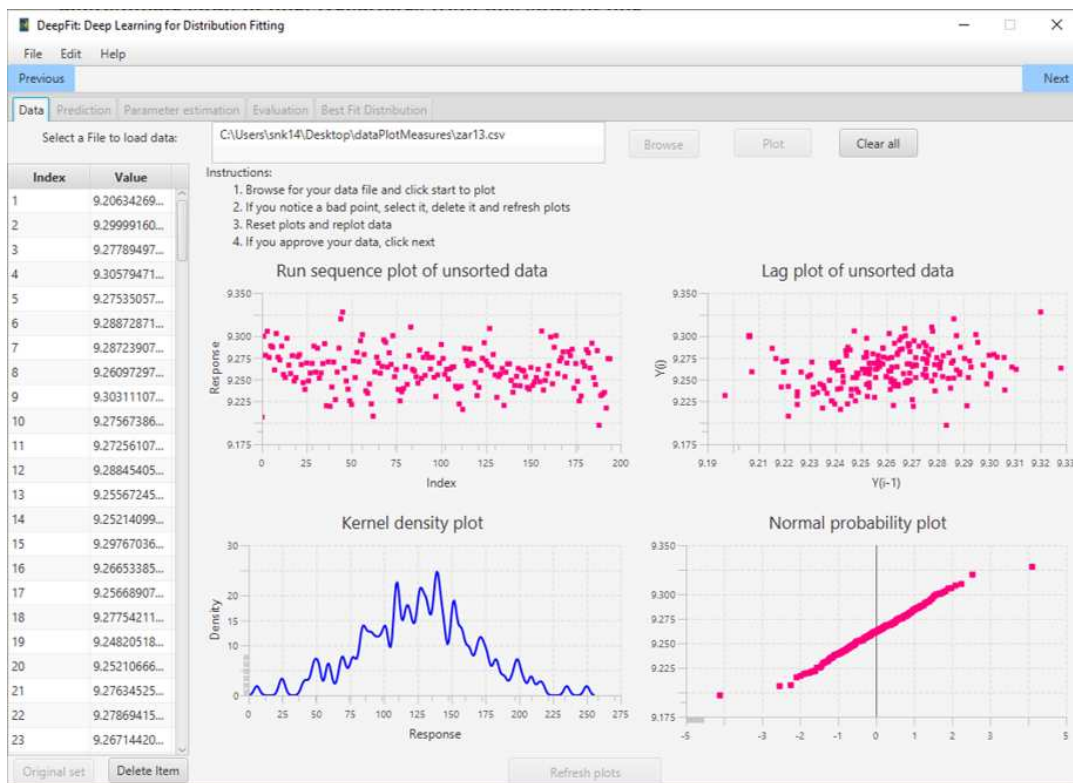 DeepFit: Deep Learning for Distribution Fitting
File Edit Help
Previous Next
Data Prediction Parameter estimation Evaluation Best Fit Distribution
Select a File to load data: C:\Users\snk14\Desktop\dataPlotMeasures\zar13.csv Browse Plot Clear all
Instructions:
1. Browse for your data file and click start to plot
2. If you notice a bad point, select it, delete it and refresh plots
3. Reset plots and replot data
4. If you approve your data, click next
Index Value
1 9.20634269...
2 9.29999160...
3 9.27789497...
4 9.30579471...
5 9.27535057...
6 9.28872871...
7 9.28723907...
8 9.26097297...
9 9.30311107...
10 9.27567386...
11 9.27256107...
12 9.28845405...
13 9.25567245...
14 9.25214099...
15 9.29767036...
16 9.26653385...
17 9.25668907...
18 9.27754211...
19 9.24820518...
20 9.25210666...
21 9.27634525...
22 9.27869415...
23 9.26714420...
Original set Delete Item
Run sequence plot of unsorted data
Response
9.350
9.300
9.275
9.250
9.225
9.175
0 25 50 75 100 125 150 175 200
Index
Lag plot of unsorted data
Y(i)
9.350
9.300
9.275
9.250
9.225
9.175
9.19 9.21 9.22 9.23 9.24 9.25 9.26 9.27 9.28 9.29 9.30 9.31 9.32 9.33
Y(i-1)
Kernel density plot
Density
30
20
15
10
5
0
0 25 50 75 100 125 150 175 200 225 250 275
Response
Normal probability plot
9.350
9.300
9.275
9.250
9.225
9.175
-5 -3 -2 -1 0 1 2 3 5
Refresh plots